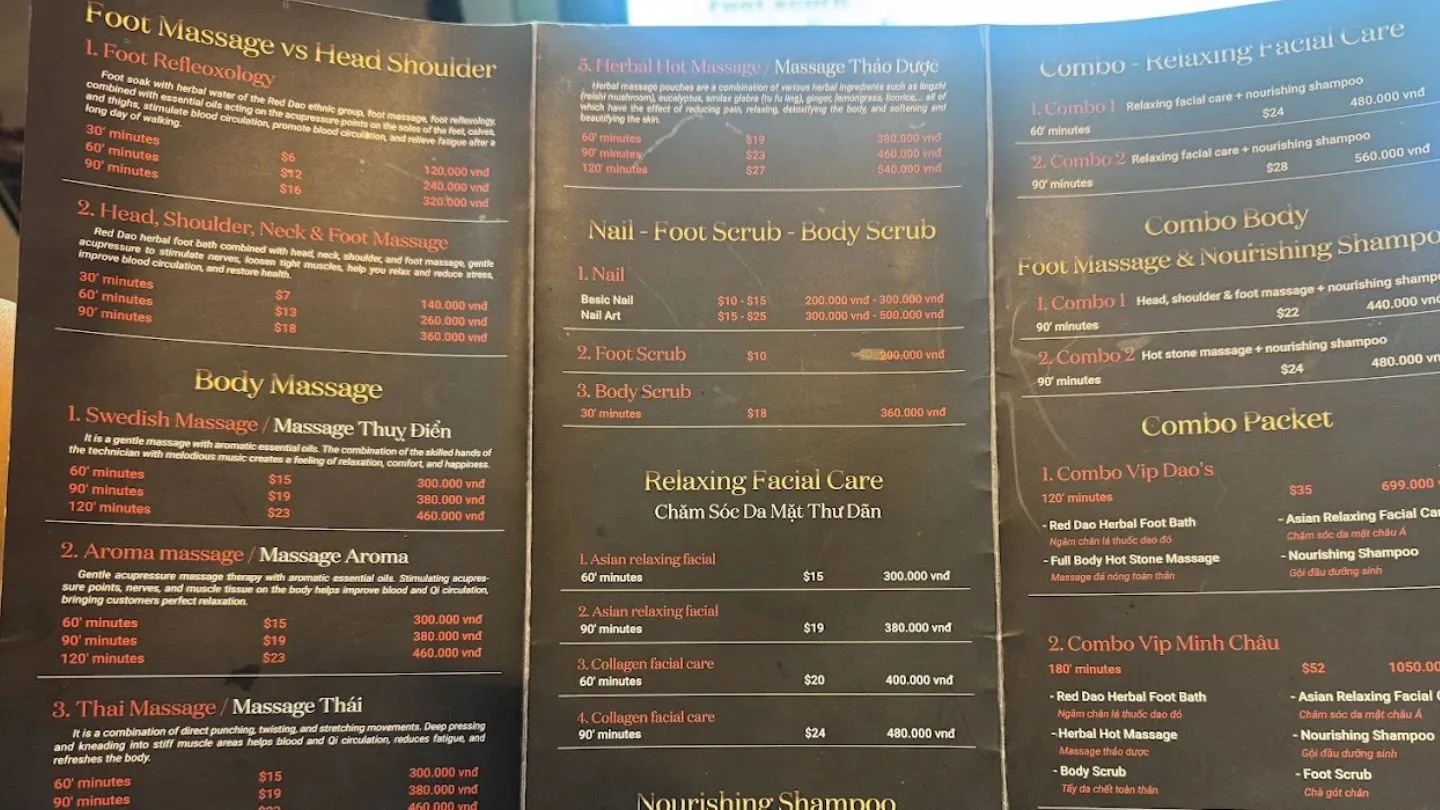 Foot Massage vs Head Shoulder
1. Foot Refleoxology
Foot soak with herbal water of the Red Dao ethnic group, foot massage, foot reflexology,
combined with essential oils acting on the acupressure points on the soles of the feet, calves,
and thighs, stimulate blood circulation, promote blood circulation, and relieve fatigue after a
long day of walking.
30' minutes $6 120.000 vnđ
60' minutes $12 240.000 vnđ
90' minutes $16 320.000 vnđ
2. Head, Shoulder, Neck & Foot Massage
Red Dao herbal foot bath combined with head, neck, shoulder, and foot massage, gentle
acupressure to stimulate nerves, loosen tight muscles, help you relax and reduce stress,
improve blood circulation, and restore health.
30' minutes $7 140.000 vnđ
60' minutes $13 260.000 vnđ
90' minutes $18 360.000 vnđ
Body Massage
1. Swedish Massage / Massage Thuỵ Điển
It is a gentle massage with aromatic essential oils. The combination of the skilled hands of
the technician with melodious music creates a feeling of relaxation, comfort, and happiness.
60' minutes $15 300.000 vnđ
90' minutes $19 380.000 vnđ
120' minutes $23 460.000 vnđ
2. Aroma massage / Massage Aroma
Gentle acupressure massage therapy with aromatic essential oils. Stimulating acupres-
sure points, nerves, and muscle tissue on the body helps improve blood and Qi circulation,
bringing customers perfect relaxation.
60' minutes $15 300.000 vnđ
90' minutes $19 380.000 vnđ
120' minutes $23 460.000 vnđ
3. Thai Massage / Massage Thái
It is a combination of direct punching, twisting, and stretching movements. Deep pressing
and kneading into stiff muscle areas helps blood and Qi circulation, reduces fatigue, and
refreshes the body.
60' minutes $15 300.000 vnđ
90' minutes $19 380.000 vnđ
460.000 vnđ
5. Herbal Hot Massage / Massage Thảo Dược
Herbal massage pouches are a combination of various herbal ingredients such as lingzhi
(reishi mushroom), eucalyptus, smilax glabra (tu fu ling), ginger, lemongrass, licorice,... all of
which have the effect of reducing pain, relaxing, detoxifying the body, and softening and
beautifying the skin.
60' minutes $19 380.000 vnđ
90' minutes $23 460.000 vnđ
120' minutes $27 540.000 vnđ
Nail - Foot Scrub - Body Scrub
1. Nail
Basic Nail $10 - $15 200.000 vnđ - 300.000 vnđ
Nail Art $15 - $25 300.000 vnđ - 500.000 vnđ
2. Foot Scrub $10 200.000 vnđ
3. Body Scrub
30' minutes $18 360.000 vnđ
Relaxing Facial Care
Chăm Sóc Da Mặt Thư Dãn
1. Asian relaxing facial
60' minutes $15 300.000 vnđ
2. Asian relaxing facial
90' minutes $19 380.000 vnđ
3. Collagen facial care
60' minutes $20 400.000 vnđ
4. Collagen facial care
90' minutes $24 480.000 vnđ
Nourishing Shampoo
Combo - Relaxing Facial Care
1. Combo 1 Relaxing facial care + nourishing shampoo
60' minutes $24 480.000 vnđ
2. Combo 2 Relaxing facial care + nourishing shampoo
90' minutes $28 560.000 vnđ
Combo Body
Foot Massage & Nourishing Shampo
1. Combo 1 Head, shoulder & foot massage + nourishing shampo
90' minutes $22 440.000 vnđ
2. Combo 2 Hot stone massage + nourishing shampoo
90' minutes $24 480.000 vn
Combo Packet
1. Combo Vip Dao's
120' minutes $35 699.000
- Red Dao Herbal Foot Bath
Ngâm chân lá thuốc dao đỏ
- Full Body Hot Stone Massage
Massage đá nóng toàn thân
- Asian Relaxing Facial Ca
Chăm sóc da mặt châu Á
- Nourishing Shampoo
Gội đầu dưỡng sinh
2. Combo Vip Minh Châu
180' minutes $52 1050.00
- Red Dao Herbal Foot Bath
Ngâm chân lá thuốc dao đỏ
- Herbal Hot Massage
Massage thảo dược
- Body Scrub
Tẩy da chết toàn thân
- Asian Relaxing Facial
Chăm sóc da mặt châu Á
- Nourishing Shampoo
Gội đầu dưỡng sinh
- Foot Scrub
Chà gót chân